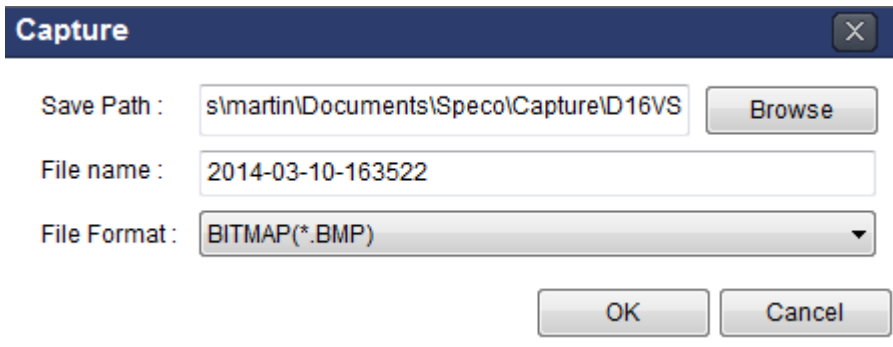 Capture
Save Path : s\martin\Documents\Speco\Capture\D16VS Browse
File name : 2014-03-10-163522
File Format : BITMAP(*.BMP)
OK Cancel